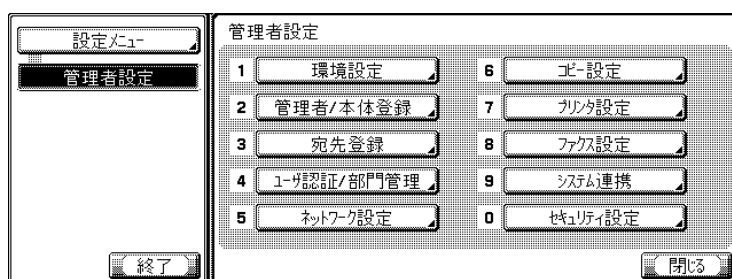 設定ﾒﾆｭｰ
管理者設定
終了
管理者設定
1 環境設定
2 管理者/本体登録
3 宛先登録
4 ﾕｰｻﾞ認証/部門管理
5 ﾈｯﾄﾜｰｸ設定
6 ｺﾋﾟｰ設定
7 ﾌﾟﾘﾝﾀ設定
8 ﾌｧｸｽ設定
9 ｼｽﾃﾑ連携
0 ｾｷｭﾘﾃｨ設定
閉じる